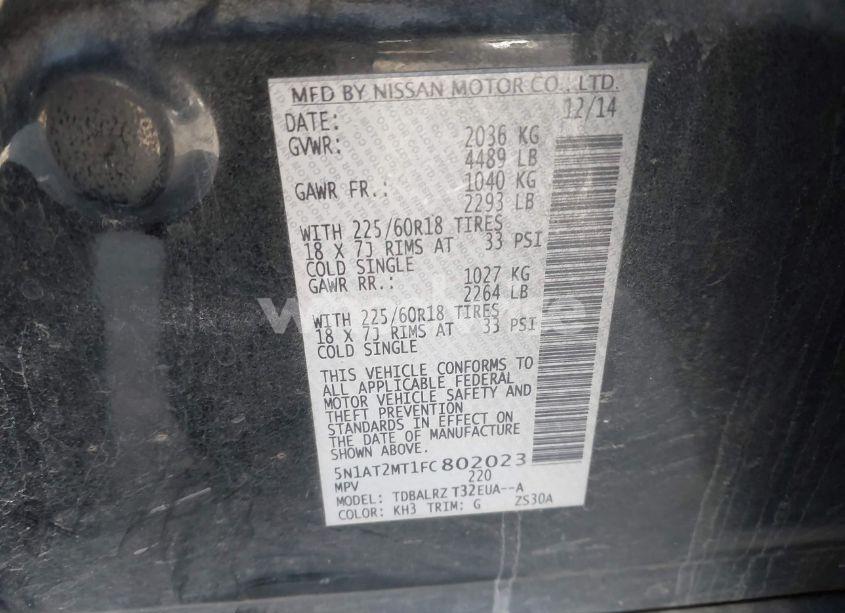 MFD BY NISSAN MOTOR CO., LTD.
DATE: 12/14
GVWR: 2036 KG
4489 LB
GAWR FR.: 1040 KG
2293 LB
WITH 225/60R18 TIRES
18 X 7J RIMS AT 33 PSI
COLD SINGLE
GAWR RR.: 1027 KG
2264 LB
WITH 225/60R18 TIRES
18 X 7J RIMS AT 33 PSI
COLD SINGLE
THIS VEHICLE CONFORMS TO
ALL APPLICABLE FEDERAL
MOTOR VEHICLE SAFETY AND
THEFT PREVENTION
STANDARDS IN EFFECT ON
THE DATE OF MANUFACTURE
SHOWN ABOVE.
5N1AT2MT1FC802023
MPV 220
MODEL: TDBALRZ T32EUA--A
COLOR: KH3 TRIM: G ZS30A